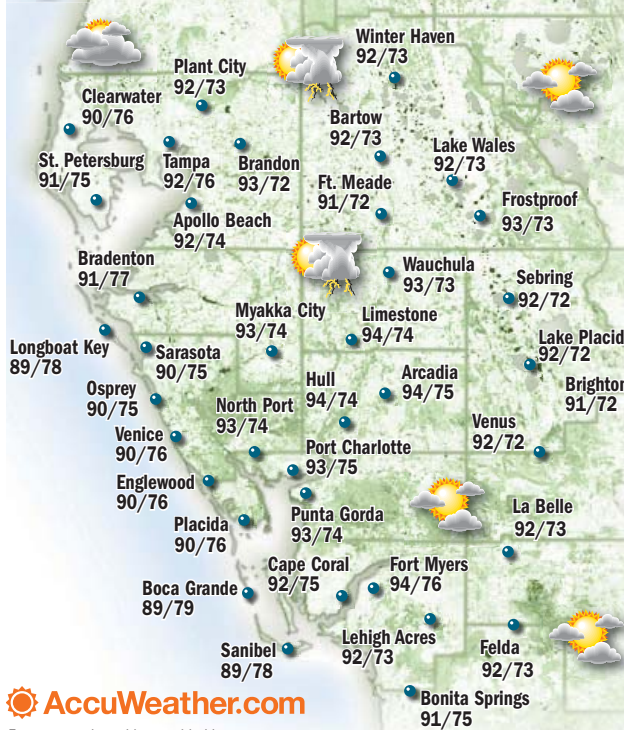 Winter Haven
92/73
Plant City
92/73
Clearwater
90/76
Bartow
92/73
Lake Wales
92/73
St. Petersburg
91/75
Tampa
92/76
Brandon
93/72
Ft. Meade
91/72
Frostproof
93/73
Apollo Beach
92/74
Bradenton
91/77
Wauchula
93/73
Sebring
92/72
Myakka City
93/74
Limestone
94/74
Longboat Key
89/78
Sarasota
90/75
Lake Placid
92/72
Hull
94/74
Arcadia
94/75
Brighton
91/72
Osprey
90/75
North Port
93/74
Venus
92/72
Venice
90/76
Port Charlotte
93/75
Englewood
90/76
Punta Gorda
93/74
La Belle
92/73
Placida
90/76
Cape Coral
92/75
Fort Myers
94/76
Boca Grande
89/79
Lehigh Acres
92/73
Felda
92/73
Sanibel
89/78
Bonita Springs
91/75
AccuWeather.com